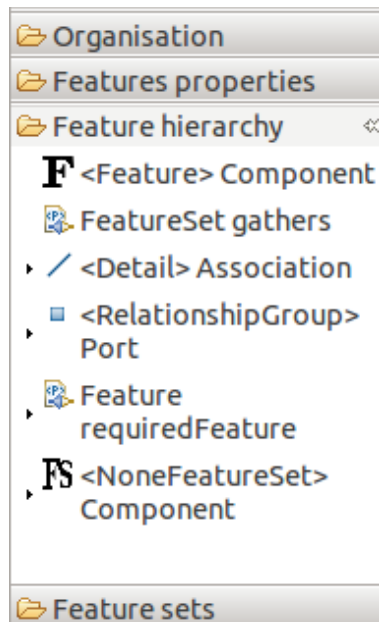 Organisation
Features properties
Feature hierarchy
F <Feature> Component
FeatureSet gathers
<Detail> Association
<RelationshipGroup>
Port
Feature
requiredFeature
FS <NoneFeatureSet>
Component
Feature sets